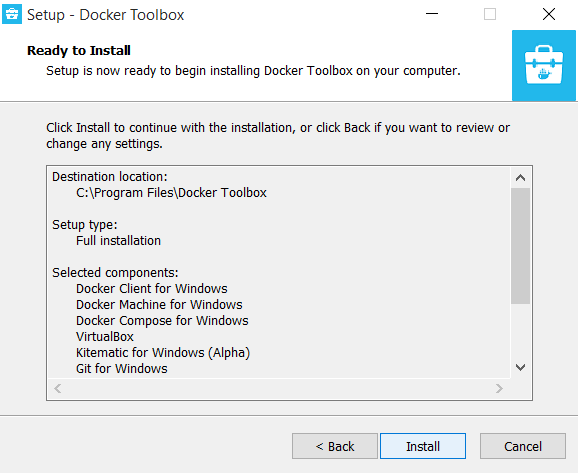 Setup - Docker Toolbox
Ready to Install
Setup is now ready to begin installing Docker Toolbox on your computer.
Click Install to continue with the installation, or click Back if you want to review or
change any settings.
Destination location:
C:\Program Files\Docker Toolbox
Setup type:
Full installation
Selected components:
Docker Client for Windows
Docker Machine for Windows
Docker Compose for Windows
VirtualBox
Kitematic for Windows (Alpha)
Git for Windows
< Back
Install
Cancel